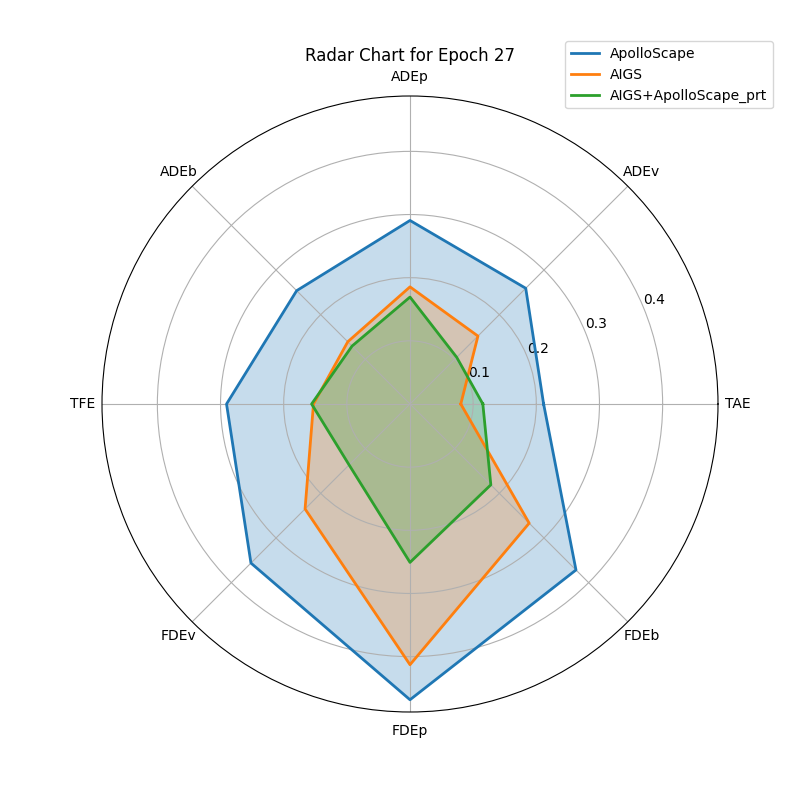 Radar Chart for Epoch 27
ApolloScape
AIGS
AIGS+ApolloScape_prt
ADEp
ADEb
ADEv
0.4
0.3
0.2
0.1
TFE
TAE
FDEv
FDEb
FDEp